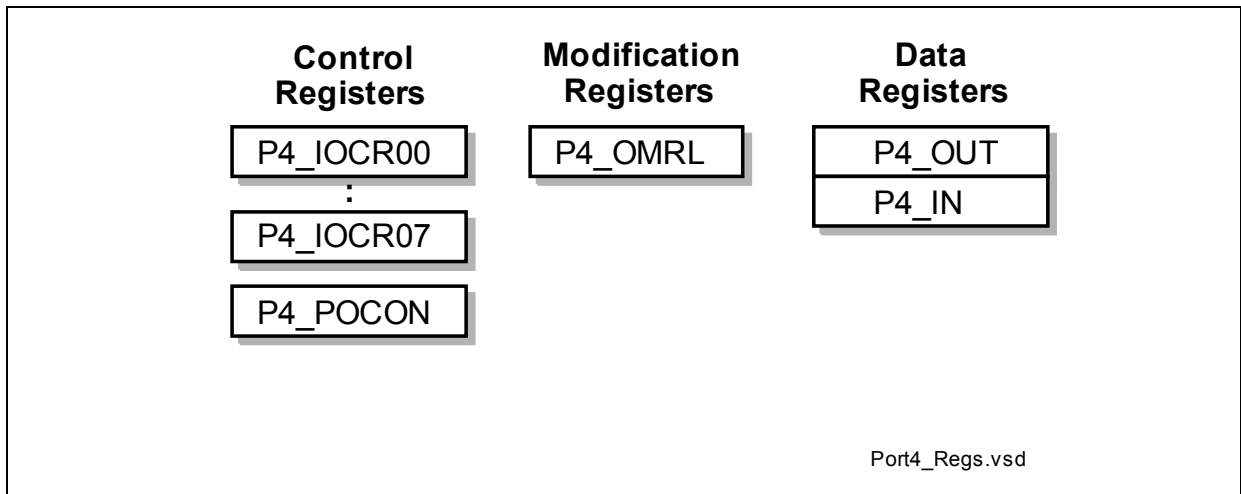 Control
Registers
P4_IOCR00
:
P4_IOCR07
P4_POCON
Modification
Registers
P4_OMRL
Data
Registers
P4_OUT
P4_IN
Port4_Regs.vsd